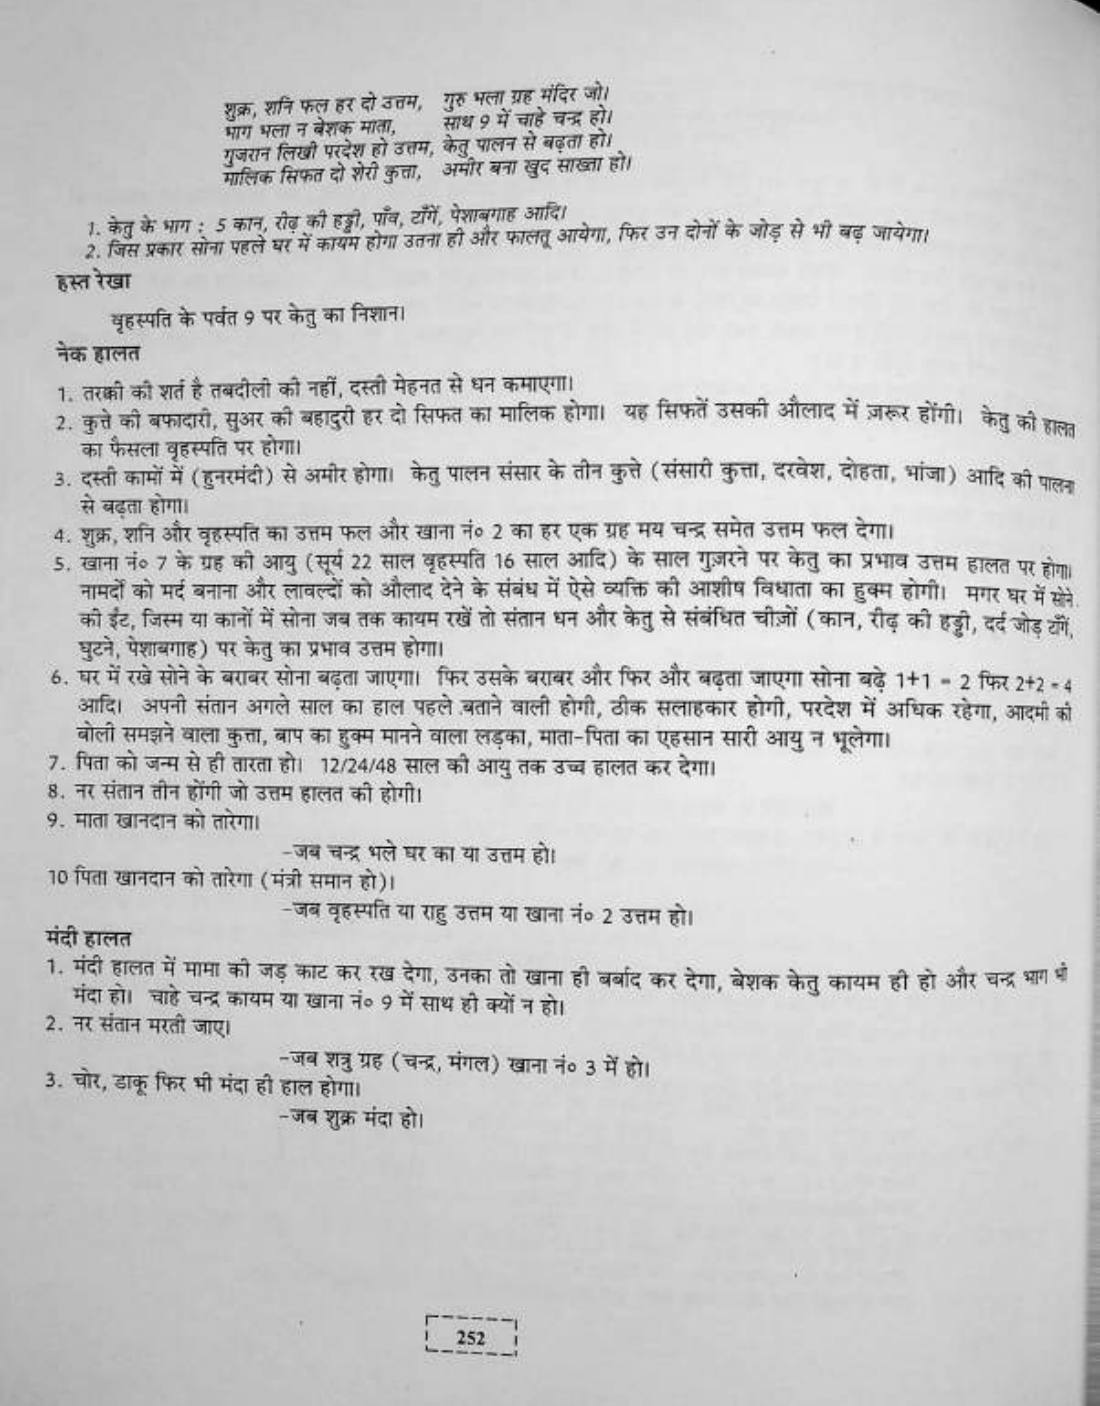 शुक्र, शनि फल हर दो उत्तम, गुरु भला ग्रह मंदिर जो।
भाग भला न बेशक माता, साथ 9 में चाहे चन्द्र हो।
गुजरान लिखी परदेश हो उत्तम, केतु पालन से बढ़ता हो।
मालिक सिफत दो शेरी कुत्ता, अमीर बना खुद साख्ता हो।
1. केतु के भाग : 5 कान, रीढ़ की हड्डी, पाँव, टाँगें, पेशाबगाह आदि।
2. जिस प्रकार सोना पहले घर में कायम होगा उतना ही और फालतू आयेगा, फिर उन दोनों के जोड़ से भी बढ़ जायेगा।
हस्त रेखा
वृहस्पति के पर्वत 9 पर केतु का निशान।
नेक हालत
1. तरक्की की शर्त है तबदीली की नहीं, दस्ती मेहनत से धन कमाएगा।
2. कुत्ते की बफादारी, सुअर की बहादुरी हर दो सिफत का मालिक होगा। यह सिफतें उसकी औलाद में ज़रूर होंगी। केतु की हालत
का फैसला वृहस्पति पर होगा।
3. दस्ती कामों में (हुनरमंदी) से अमीर होगा। केतु पालन संसार के तीन कुत्ते (संसारी कुत्ता, दरवेश, दोहता, भांजा) आदि की पालना
से बढ़ता होगा।
4. शुक्र, शनि और वृहस्पति का उत्तम फल और खाना नं० 2 का हर एक ग्रह मय चन्द्र समेत उत्तम फल देगा।
5. खाना नं० 7 के ग्रह की आयु (सूर्य 22 साल वृहस्पति 16 साल आदि) के साल गुज़रने पर केतु का प्रभाव उत्तम हालत पर होगा।
नामर्दों को मर्द बनाना और लावल्दों को औलाद देने के संबंध में ऐसे व्यक्ति की आशीष विधाता का हुक्म होगी। मगर घर में सोने
की ईंट, जिस्म या कानों में सोना जब तक कायम रखें तो संतान धन और केतु से संबंधित चीज़ों (कान, रीढ़ की हड्डी, दर्द जोड़ टाँगें,
घुटने, पेशाबगाह) पर केतु का प्रभाव उत्तम होगा।
6. घर में रखे सोने के बराबर सोना बढ़ता जाएगा। फिर उसके बराबर और फिर और बढ़ता जाएगा सोना बढ़े 1+1 = 2 फिर 2+2 = 4
आदि। अपनी संतान अगले साल का हाल पहले बताने वाली होगी, ठीक सलाहकार होगी, परदेश में अधिक रहेगा, आदमी की
बोली समझने वाला कुत्ता, बाप का हुक्म मानने वाला लड़का, माता-पिता का एहसान सारी आयु न भूलेगा।
7. पिता को जन्म से ही तारता हो। 12/24/48 साल की आयु तक उच्च हालत कर देगा।
8. नर संतान तीन होंगी जो उत्तम हालत की होगी।
9. माता खानदान को तारेगा।
-जब चन्द्र भले घर का या उत्तम हो।
10 पिता खानदान को तारेगा (मंत्री समान हो)।
-जब वृहस्पति या राहु उत्तम या खाना नं० 2 उत्तम हो।
मंदी हालत
1. मंदी हालत में मामा की जड़ काट कर रख देगा, उनका तो खाना ही बर्बाद कर देगा, बेशक केतु कायम ही हो और चन्द्र भाग भी
मंदा हो। चाहे चन्द्र कायम या खाना नं० 9 में साथ ही क्यों न हो।
2. नर संतान मरती जाए।
-जब शत्रु ग्रह (चन्द्र, मंगल) खाना नं० 3 में हो।
3. चोर, डाकू फिर भी मंदा ही हाल होगा।
-जब शुक्र मंदा हो।
252